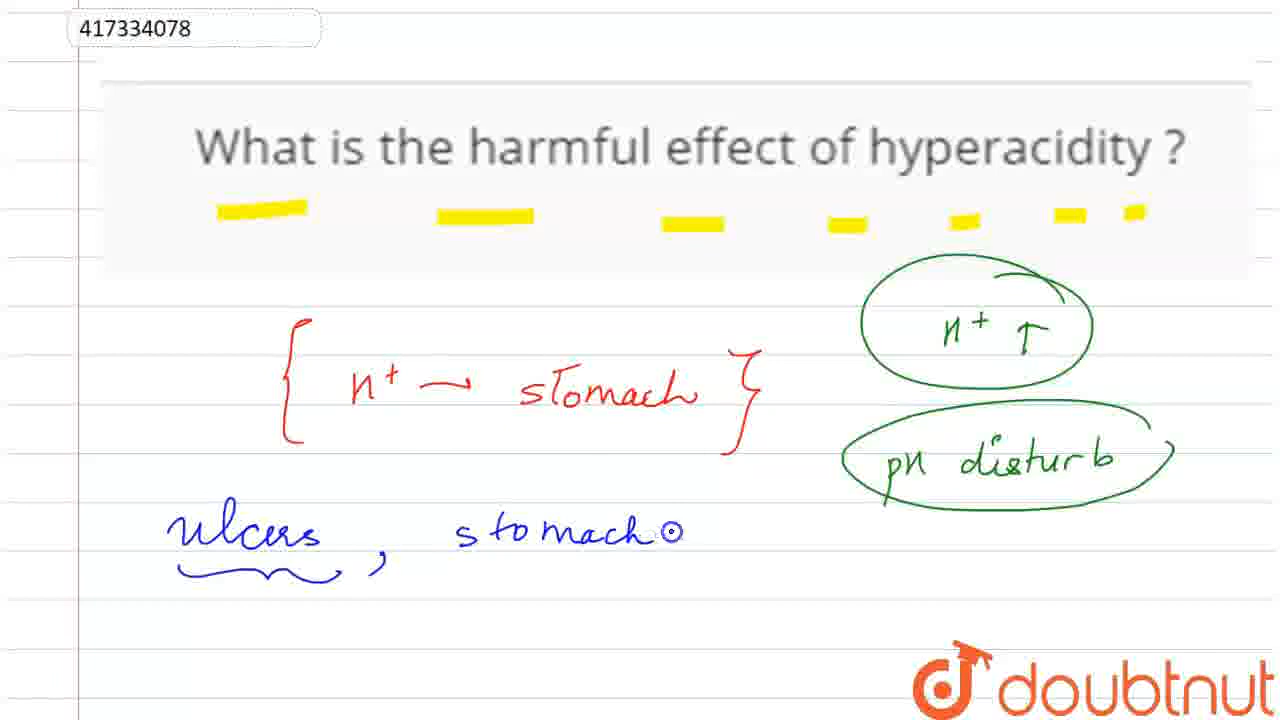 417334078
What is the harmful effect of hyperacidity ?
H+ ↑
{ H+ → stomach }
pH disturb
ulcers , stomach
doubtnut